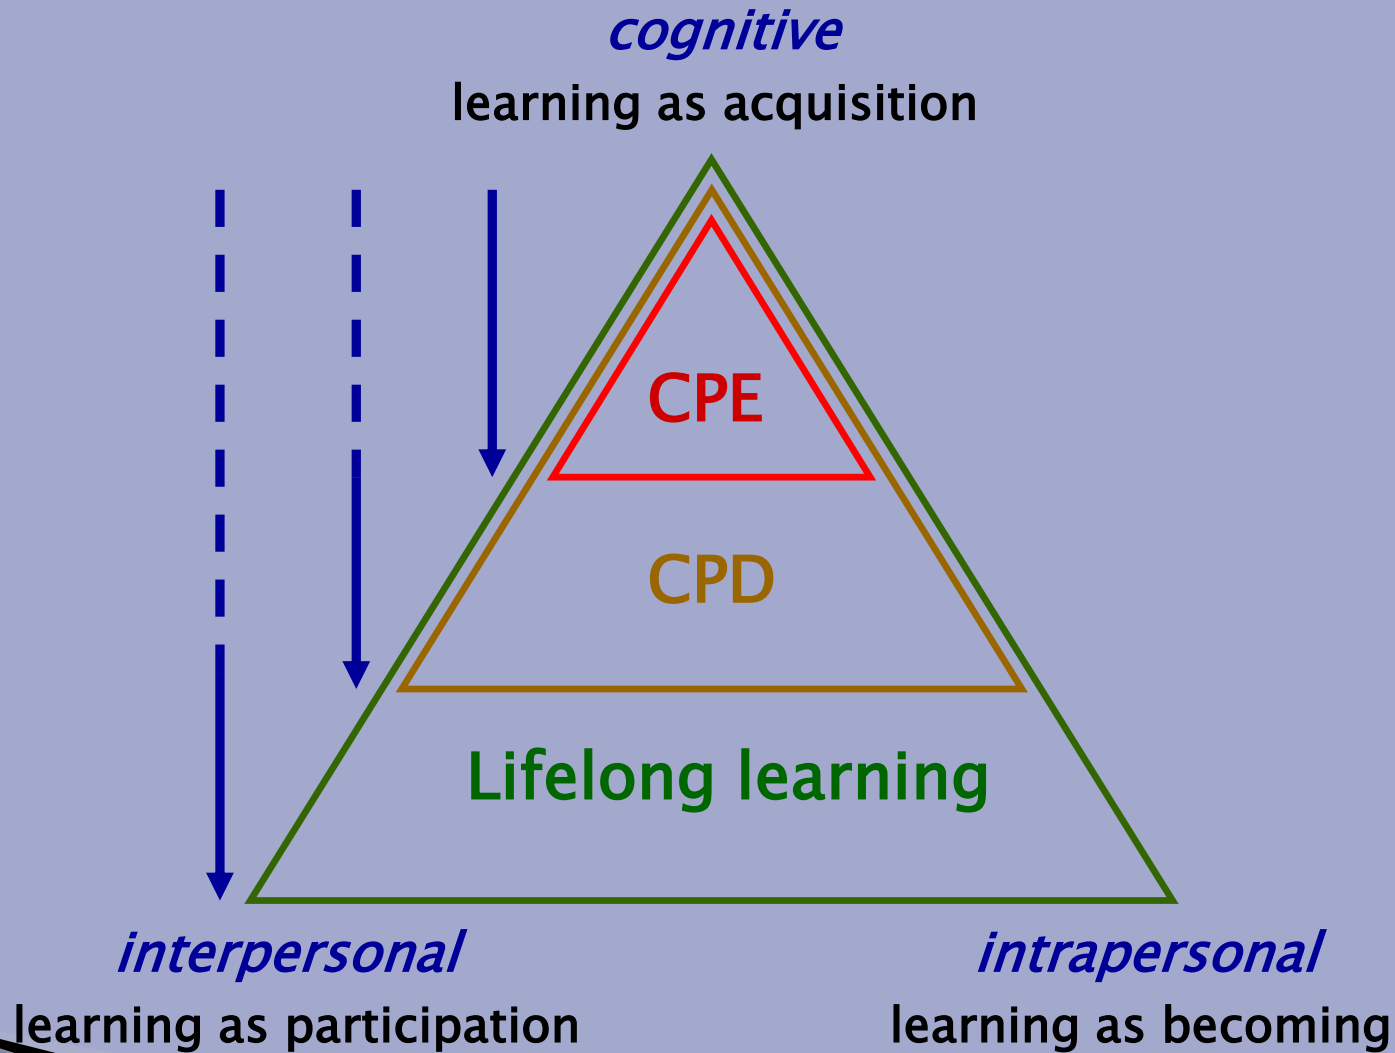 cognitive
learning as acquisition
CPE
CPD
Lifelong learning
interpersonal
intrapersonal
learning as participation
learning as becoming